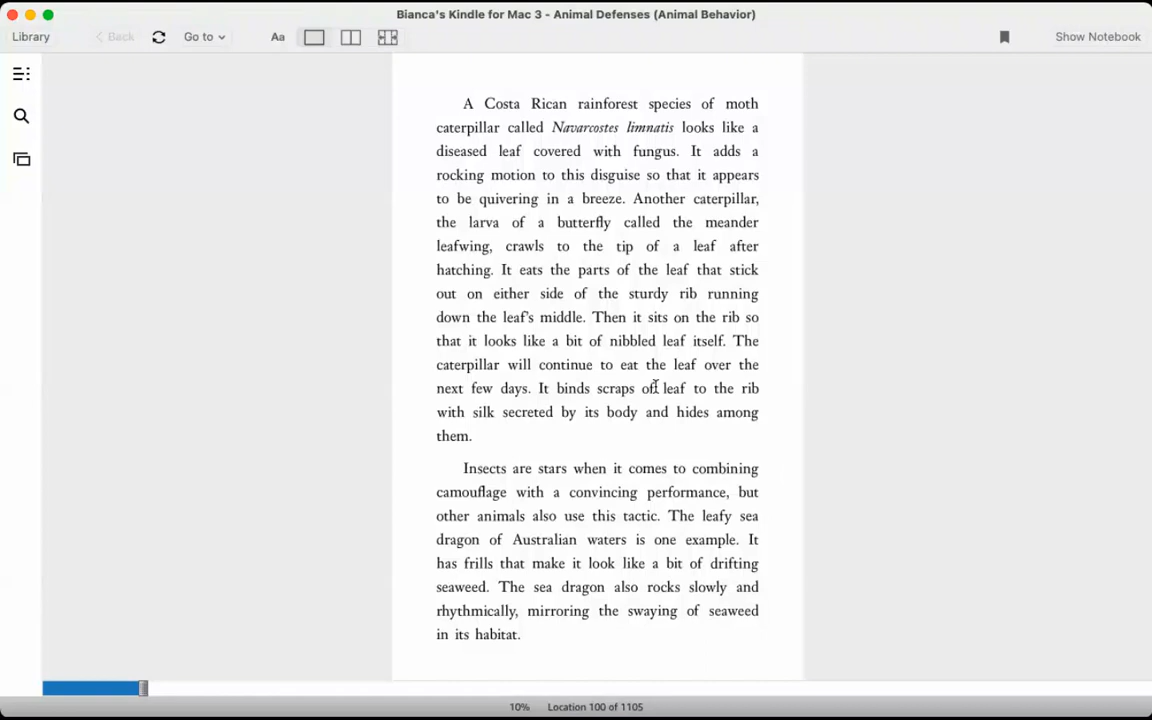 Bianca's Kindle for Mac 3 - Animal Defenses (Animal Behavior)
Library
Back
Go to
Aa
Show Notebook
A Costa Rican rainforest species of moth
caterpillar called Navarcostes limnatis looks like a
diseased leaf covered with fungus. It adds a
rocking motion to this disguise so that it appears
to be quivering in a breeze. Another caterpillar,
the larva of a butterfly called the meander
leafwing, crawls to the tip of a leaf after
hatching. It eats the parts of the leaf that stick
out on either side of the sturdy rib running
down the leaf's middle. Then it sits on the rib so
that it looks like a bit of nibbled leaf itself. The
caterpillar will continue to eat the leaf over the
next few days. It binds scraps of leaf to the rib
with silk secreted by its body and hides among
them.
Insects are stars when it comes to combining
camouflage with a convincing performance, but
other animals also use this tactic. The leafy sea
dragon of Australian waters is one example. It
has frills that make it look like a bit of drifting
seaweed. The sea dragon also rocks slowly and
rhythmically, mirroring the swaying of seaweed
in its habitat.
10% Location 100 of 1105